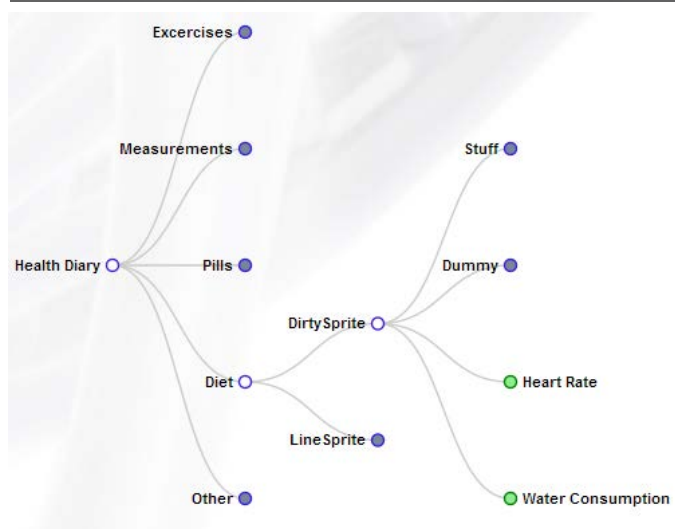 Excercises
Measurements
Stuff
Health Diary
Pills
Dummy
DirtySprite
Diet
Heart Rate
LineSprite
Other
Water Consumption